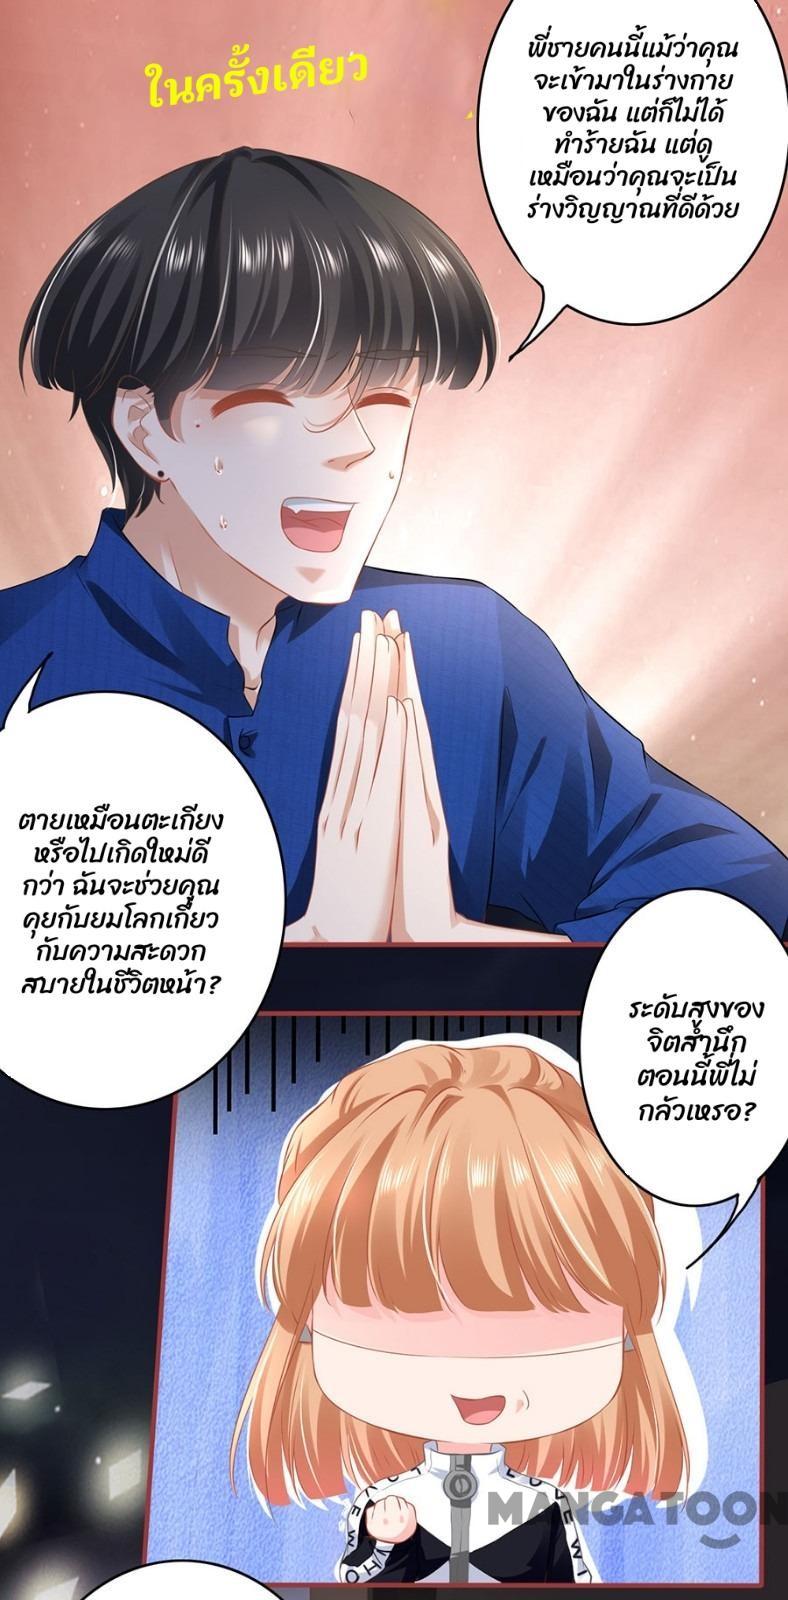 ในครั้งเดียว
พี่ชายคนนี้แม้ว่าคุณ
จะเข้ามาในร่างกาย
ของฉัน แต่ก็ไม่ได้
ทำร้ายฉัน แต่ดู
เหมือนว่าคุณจะเป็น
ร่างวิญญาณที่ดีด้วย
ตายเหมือนตะเกียง
หรือไปเกิดใหม่ดี
กว่า ฉันจะช่วยคุณ
คุยกับยมโลกเกี่ยว
กับความสะดวก
สบายในชีวิตหน้า?
ระดับสูงของ
จิตสำนึก
ตอนนี้พี่ไม่
กลัวเหรอ?
MANGATOON